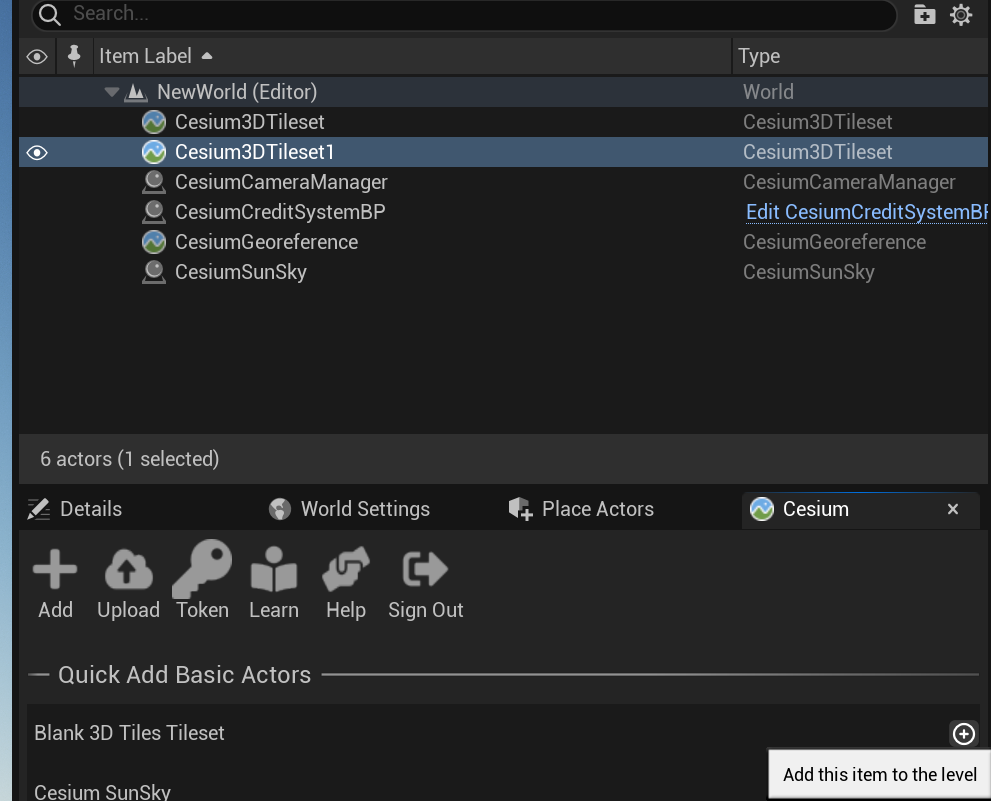 Search...
Item Label Type
NewWorld (Editor) World
Cesium3DTileset Cesium3DTileset
Cesium3DTileset1 Cesium3DTileset
CesiumCameraManager CesiumCameraManager
CesiumCreditSystemBP Edit CesiumCreditSystemBP
CesiumGeoreference CesiumGeoreference
CesiumSunSky CesiumSunSky
6 actors (1 selected)
Details World Settings Place Actors Cesium
Add Upload Token Learn Help Sign Out
Quick Add Basic Actors
Blank 3D Tiles Tileset
Add this item to the level
Cesium SunSky